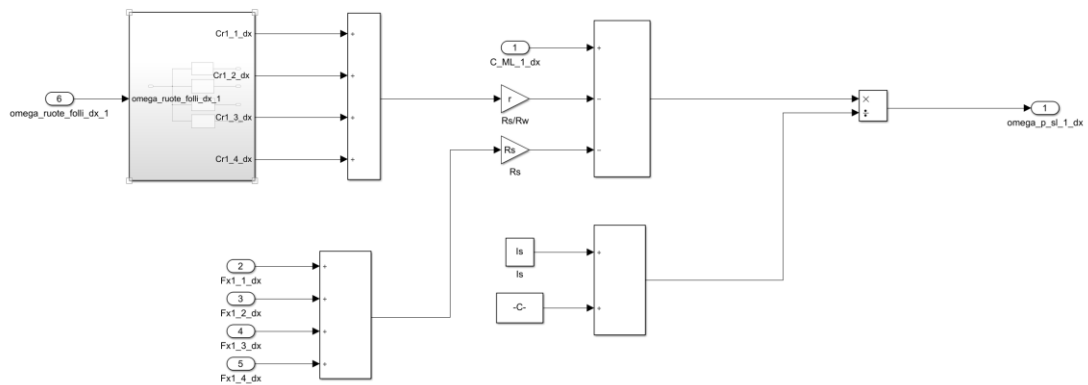 6
omega_ruote_folli_dx_1
omega_ruote_folli_dx_1
Cr1_1_dx
Cr1_2_dx
Cr1_3_dx
Cr1_4_dx
+
+
+
+
r
Rs/Rw
Rs
Rs
1
C_ML_1_dx
+
−
−
2
Fx1_1_dx
3
Fx1_2_dx
4
Fx1_3_dx
5
Fx1_4_dx
+
+
+
+
Is
Is
-C-
+
+
×
÷
1
omega_p_sl_1_dx